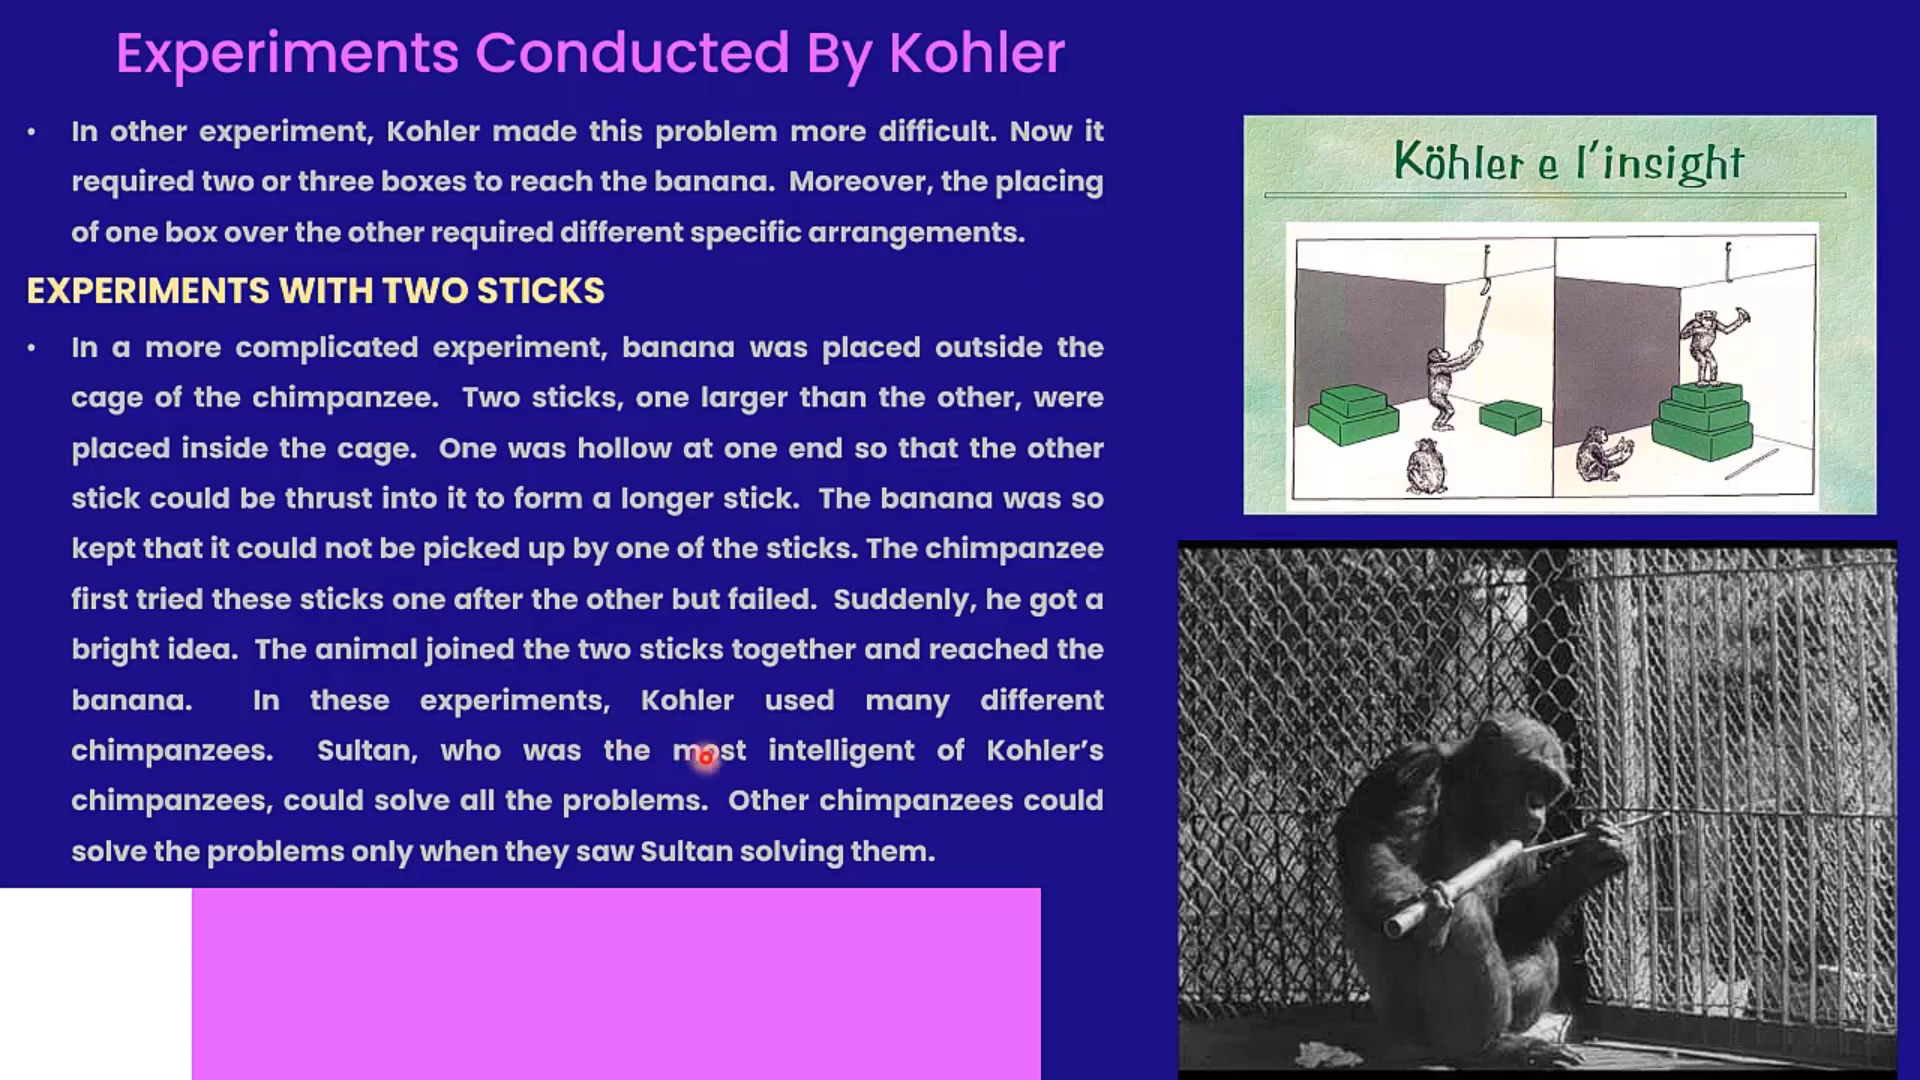 Experiments Conducted By Kohler
• In other experiment, Kohler made this problem more difficult. Now it
required two or three boxes to reach the banana. Moreover, the placing
of one box over the other required different specific arrangements.
EXPERIMENTS WITH TWO STICKS
• In a more complicated experiment, banana was placed outside the
cage of the chimpanzee. Two sticks, one larger than the other, were
placed inside the cage. One was hollow at one end so that the other
stick could be thrust into it to form a longer stick. The banana was so
kept that it could not be picked up by one of the sticks. The chimpanzee
first tried these sticks one after the other but failed. Suddenly, he got a
bright idea. The animal joined the two sticks together and reached the
banana. In these experiments, Kohler used many different
chimpanzees. Sultan, who was the most intelligent of Kohler's
chimpanzees, could solve all the problems. Other chimpanzees could
solve the problems only when they saw Sultan solving them.
Köhler e l'insight